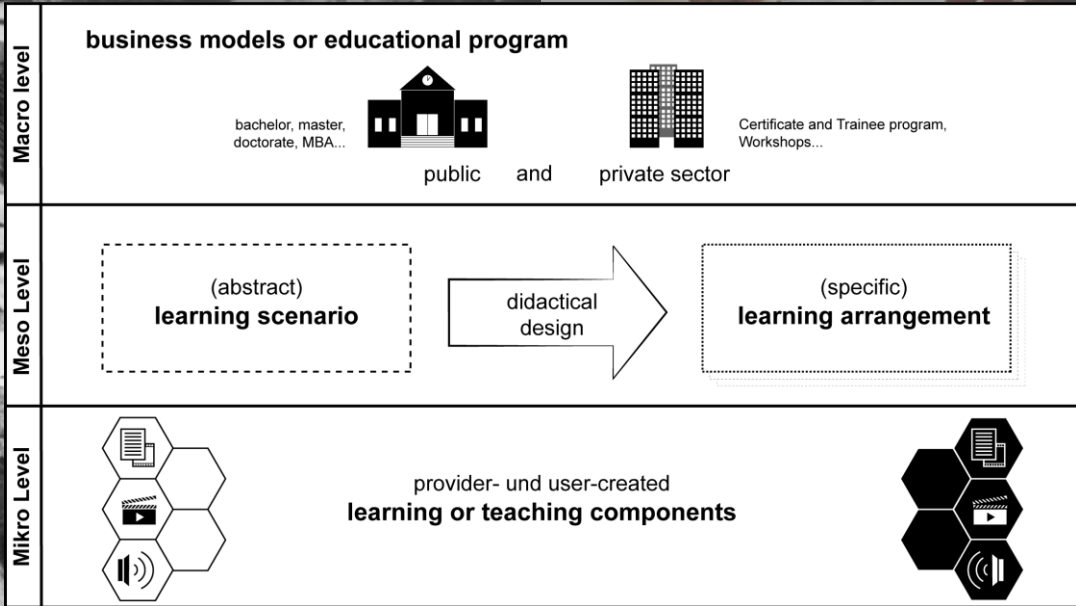 Macro level
business models or educational program
bachelor, master,
doctorate, MBA...
Certificate and Trainee program,
Workshops...
public and private sector
Meso Level
(abstract)
learning scenario
didactical
design
(specific)
learning arrangement
Mikro Level
provider- und user-created
learning or teaching components